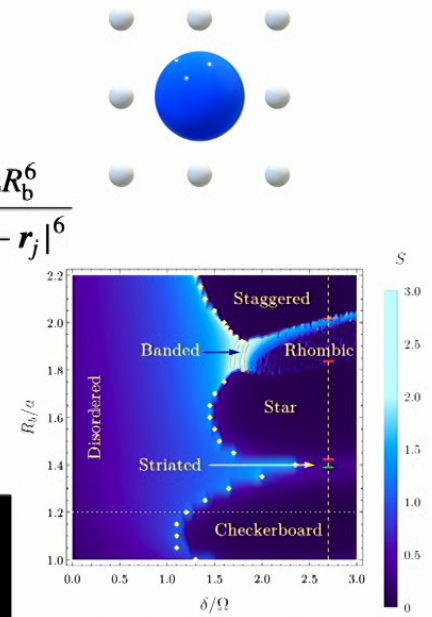 R_b^6
- r_j|^6
S
2.2
2.0
1.8
1.6
1.4
1.2
1.0
R_b/a
Staggered
Banded
Rhombic
Star
Disordered
Striated
Checkerboard
0.0 0.5 1.0 1.5 2.0 2.5 3.0
δ/Ω
3.0
2.5
2.0
1.5
1.0
0.5
0